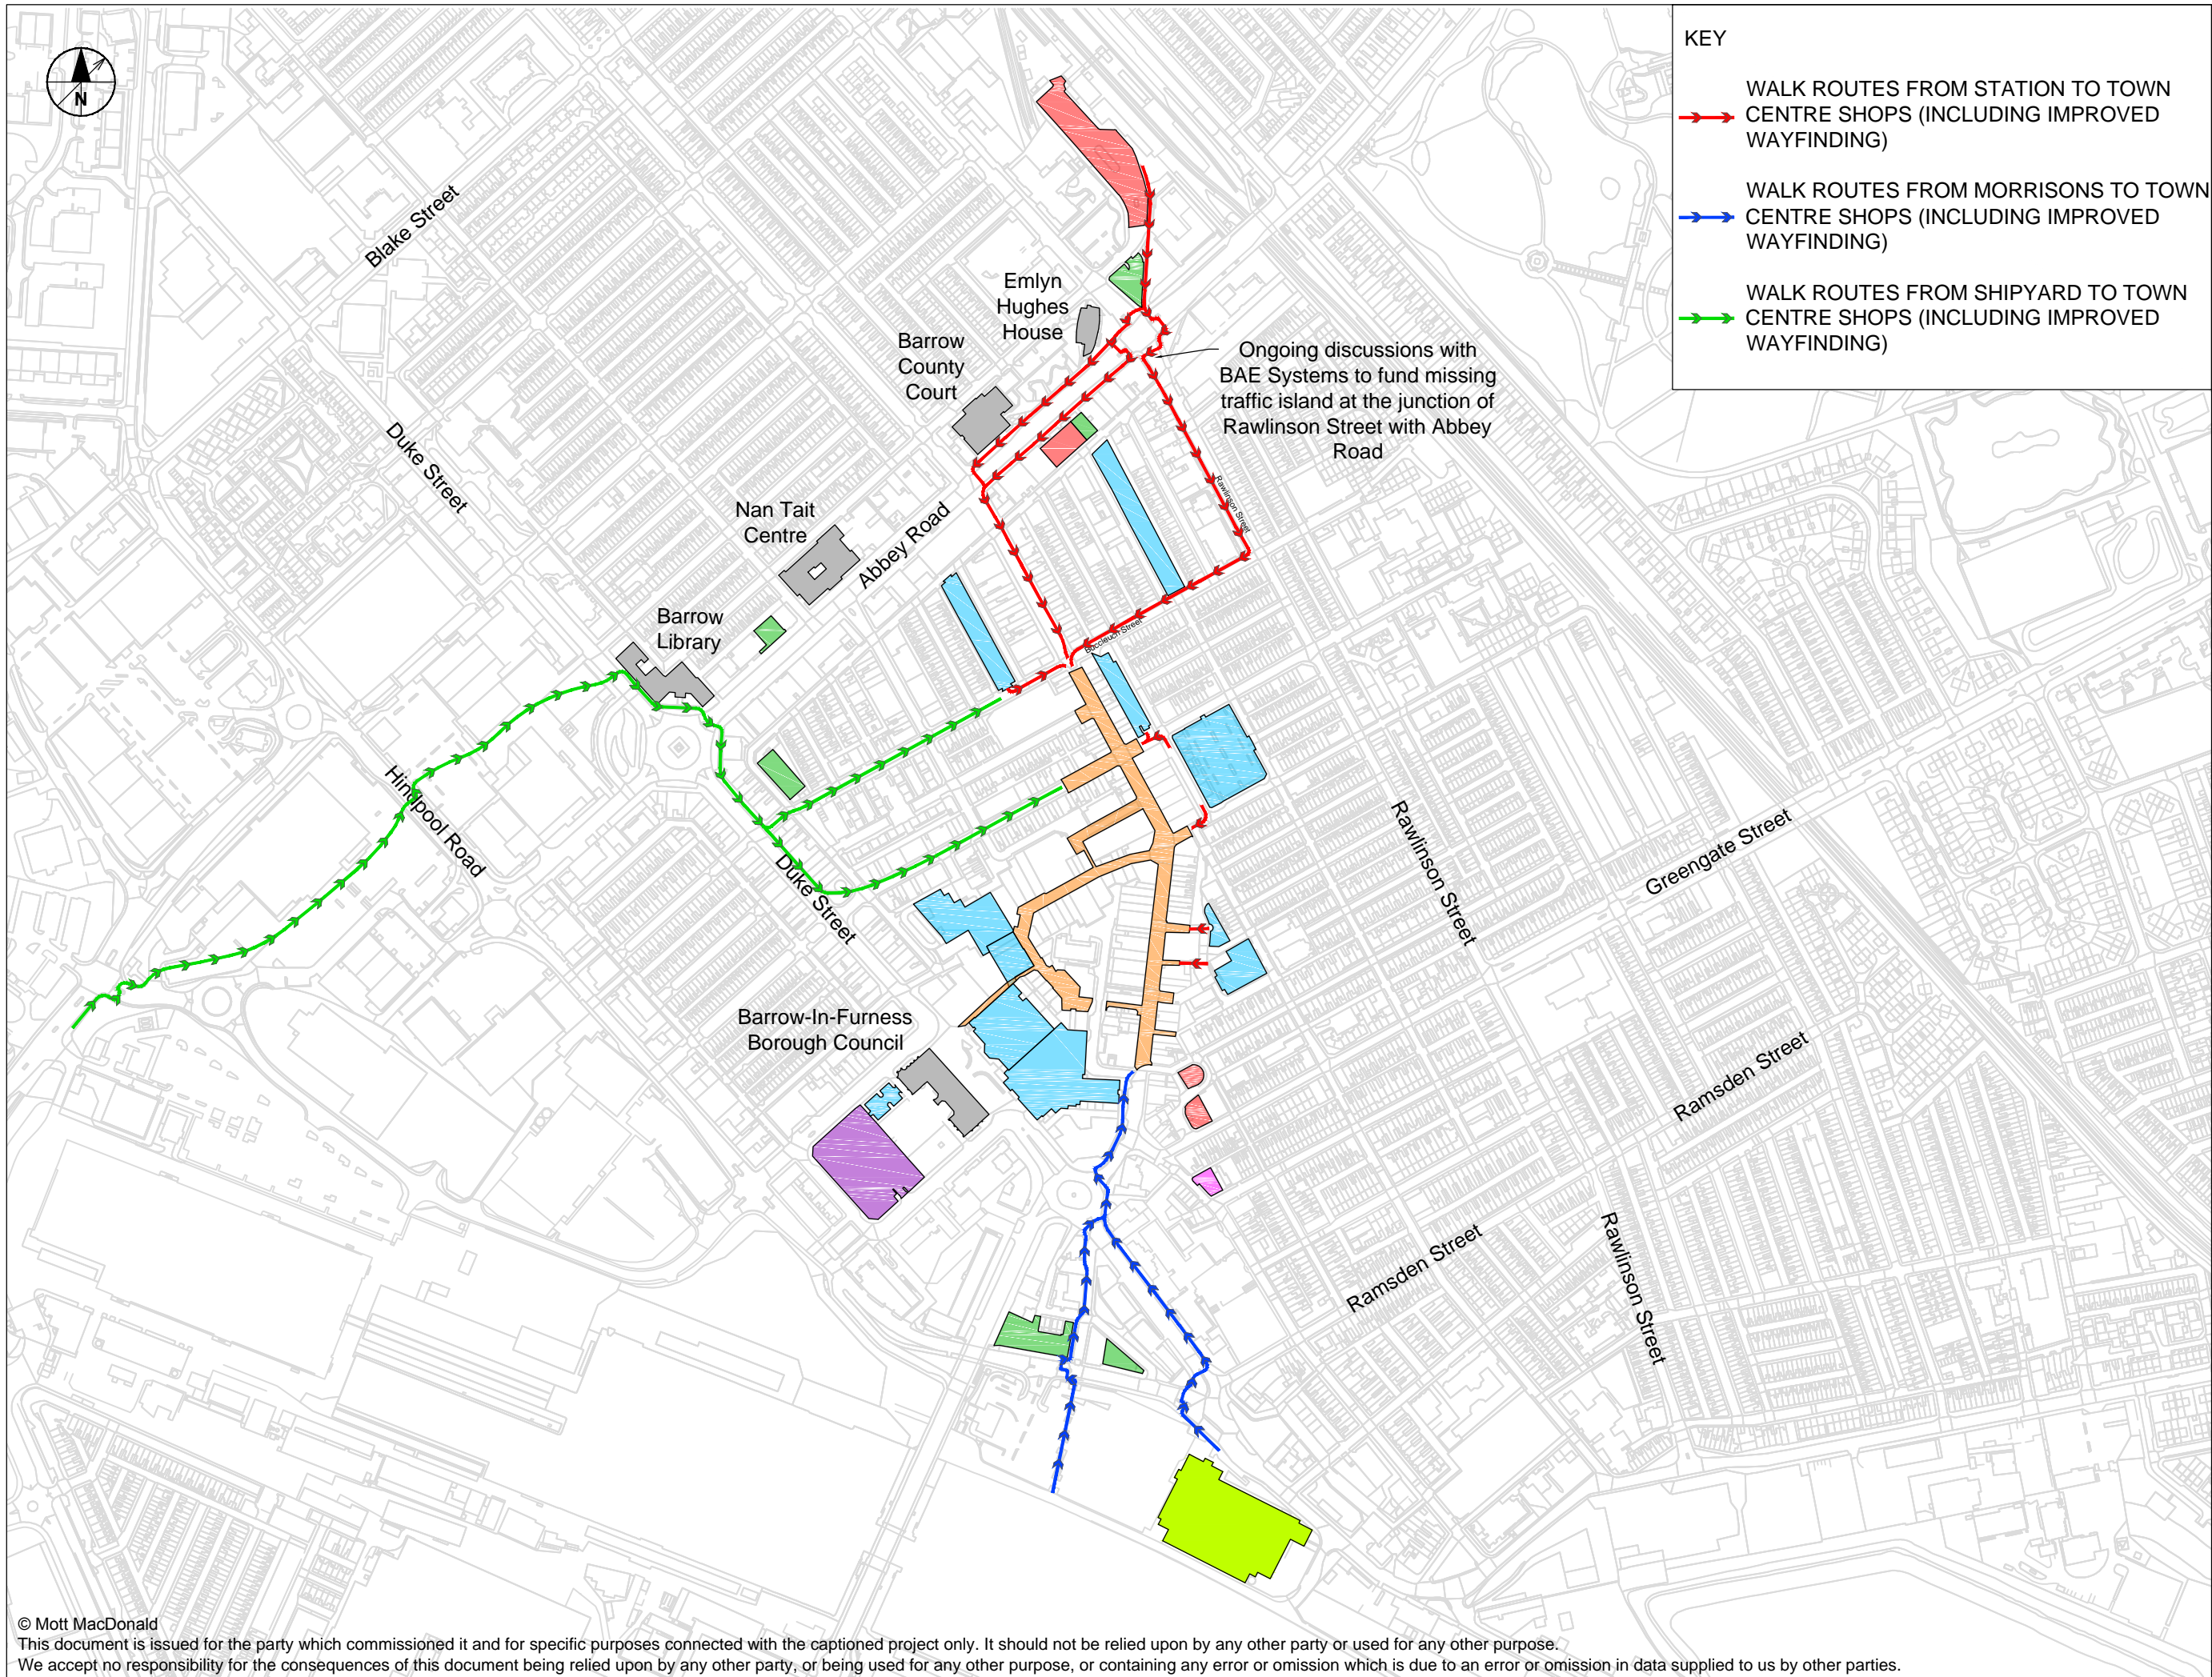 KEY
WALK ROUTES FROM STATION TO TOWN
CENTRE SHOPS (INCLUDING IMPROVED
WAYFINDING)
WALK ROUTES FROM MORRISONS TO TOWN
CENTRE SHOPS (INCLUDING IMPROVED
WAYFINDING)
WALK ROUTES FROM SHIPYARD TO TOWN
CENTRE SHOPS (INCLUDING IMPROVED
WAYFINDING)
N
Blake Street
Emlyn
Hughes
House
Barrow
County
Court
Ongoing discussions with
BAE Systems to fund missing
traffic island at the junction of
Rawlinson Street with Abbey
Road
Duke Street
Rawlinson Street
Nan Tait
Centre
Abbey Road
Barrow
Library
Buccleuch Street
Hindpool Road
Duke Street
Rawlinson Street
Greengate Street
Barrow-In-Furness
Borough Council
Ramsden Street
Ramsden Street
Rawlinson Street
© Mott MacDonald
This document is issued for the party which commissioned it and for specific purposes connected with the captioned project only. It should not be relied upon by any other party or used for any other purpose.
We accept no responsibility for the consequences of this document being relied upon by any other party, or being used for any other purpose, or containing any error or omission which is due to an error or omission in data supplied to us by other parties.